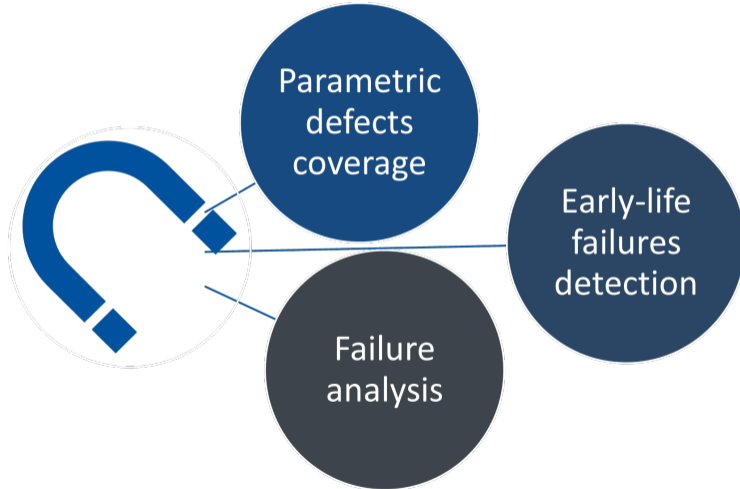 Parametric
defects
coverage
Early-life
failures
detection
Failure
analysis